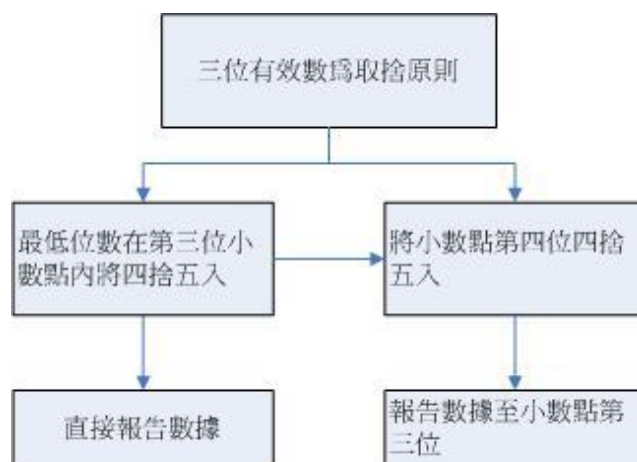 三位有效數爲取捨原則
最低位數在第三位小
數點內將四捨五入
將小數點第四位四捨
五入
直接報告數據
報告數據至小數點第
三位